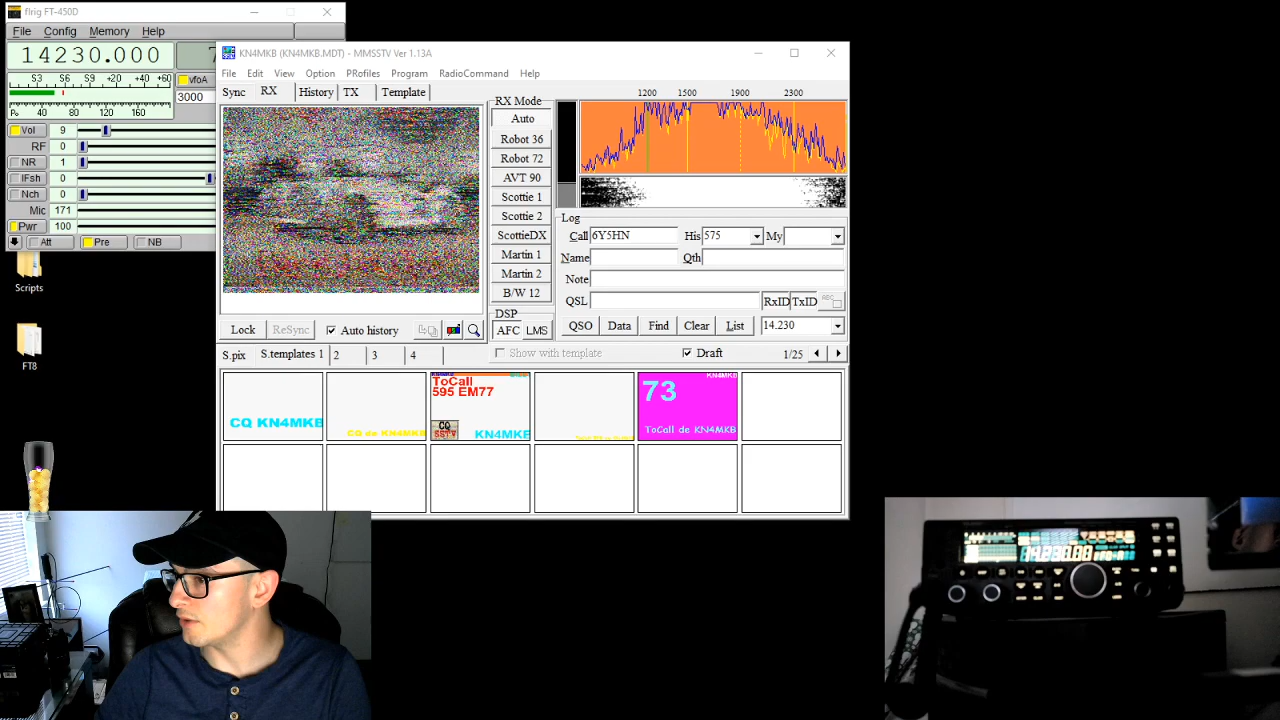 flrig FT-450D
File Config Memory Help
14230.000
S3 S6 S9 +20 +40 +60
Po 40 80 120 160
vfoA
3000
Vol 9
RF 0
NR 1
IFsh 0
Nch 0
Mic 171
Pwr 100
Att Pre NB
Scripts
FT8
KN4MKB (KN4MKB.MDT) - MMSSTV Ver 1.13A
File Edit View Option PRofiles Program RadioCommand Help
Sync RX History TX Template
RX Mode
Auto
Robot 36
Robot 72
AVT 90
Scottie 1
Scottie 2
ScottieDX
Martin 1
Martin 2
B/W 12
DSP
AFC LMS
1200 1500 1900 2300
Log
Call 6Y5HN His 575 My
Name Qth
Note
QSL RxID TxID
QSO Data Find Clear List 14.230
Lock ReSync Auto history
Show with template Draft 1/25
S.pix S.templates 1 2 3 4
CQ KN4MKB
CQ de KN4MKB
ToCall
595 EM77
CQ
SSTV
KN4MKB
KN4MKB
73
ToCall de KN4MKB